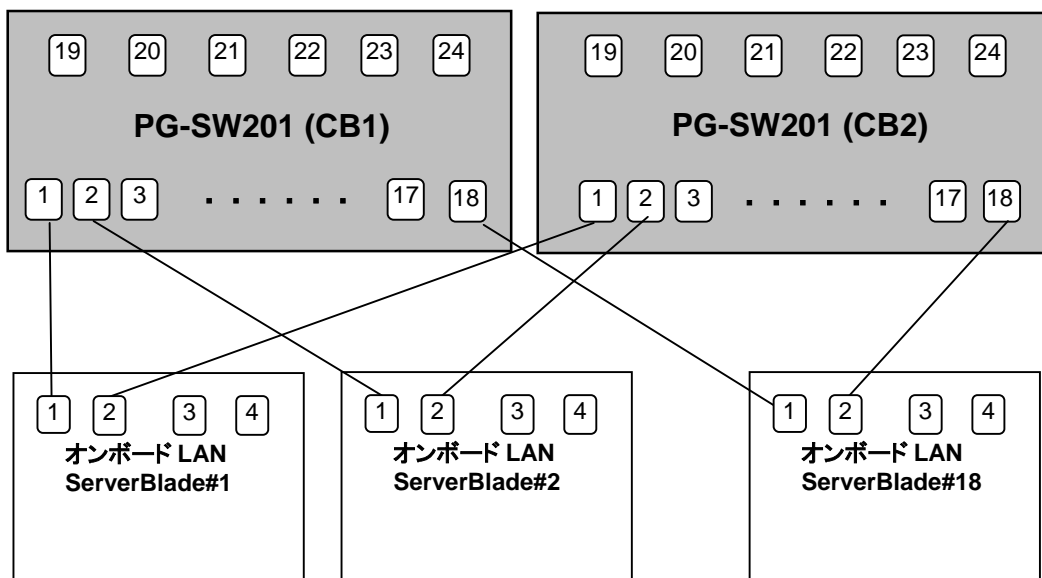 19 20 21 22 23 24
PG-SW201 (CB1)
1 2 3 ・・・・・・ 17 18
19 20 21 22 23 24
PG-SW201 (CB2)
1 2 3 ・・・・・・ 17 18
1 2 3 4
オンボード LAN
ServerBlade#1
1 2 3 4
オンボード LAN
ServerBlade#2
1 2 3 4
オンボード LAN
ServerBlade#18